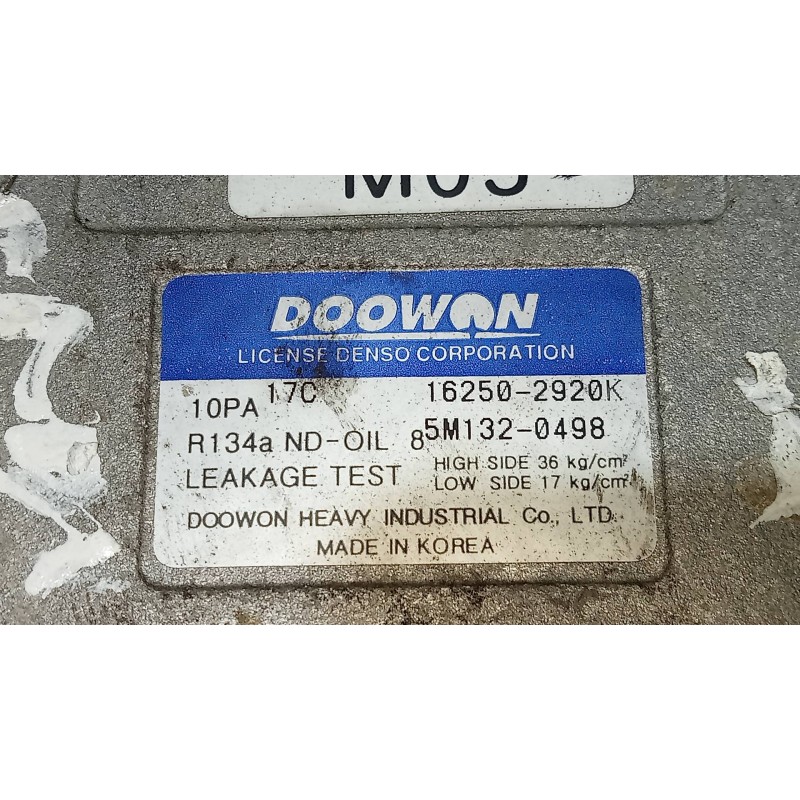 DOOWON
LICENSE DENSO CORPORATION
10PA 17C 16250-2920K
R134a ND-OIL 8 5M132-0498
LEAKAGE TEST HIGH SIDE 36 kg/cm²
LOW SIDE 17 kg/cm²
DOOWON HEAVY INDUSTRIAL Co., LTD.
MADE IN KOREA